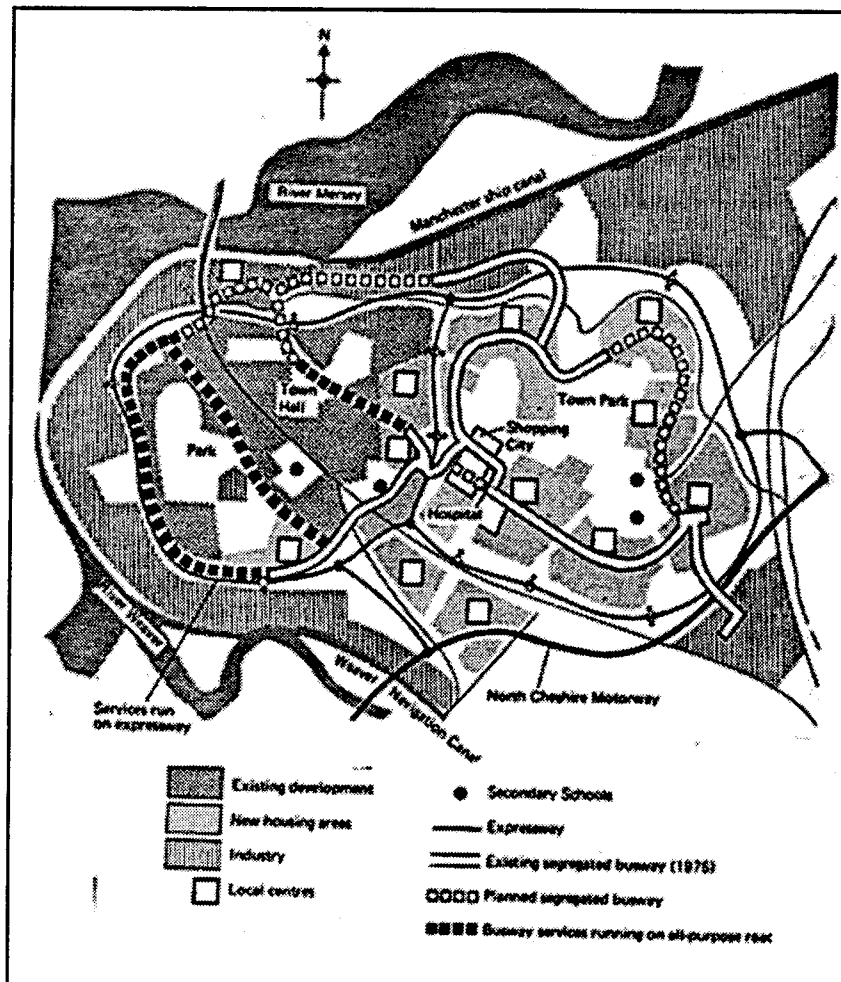 N
River Mersey
Manchester ship canal
Town
Hall
Town Park
Shopping
City
Park
Hospital
River Weaver
Weaver Navigation Canal
North Cheshire Motorway
Services run
on expressway
Existing development
New housing areas
Industry
Local centres
Secondary Schools
Expressway
Existing segregated busway (1975)
Planned segregated busway
Busway services running on all-purpose